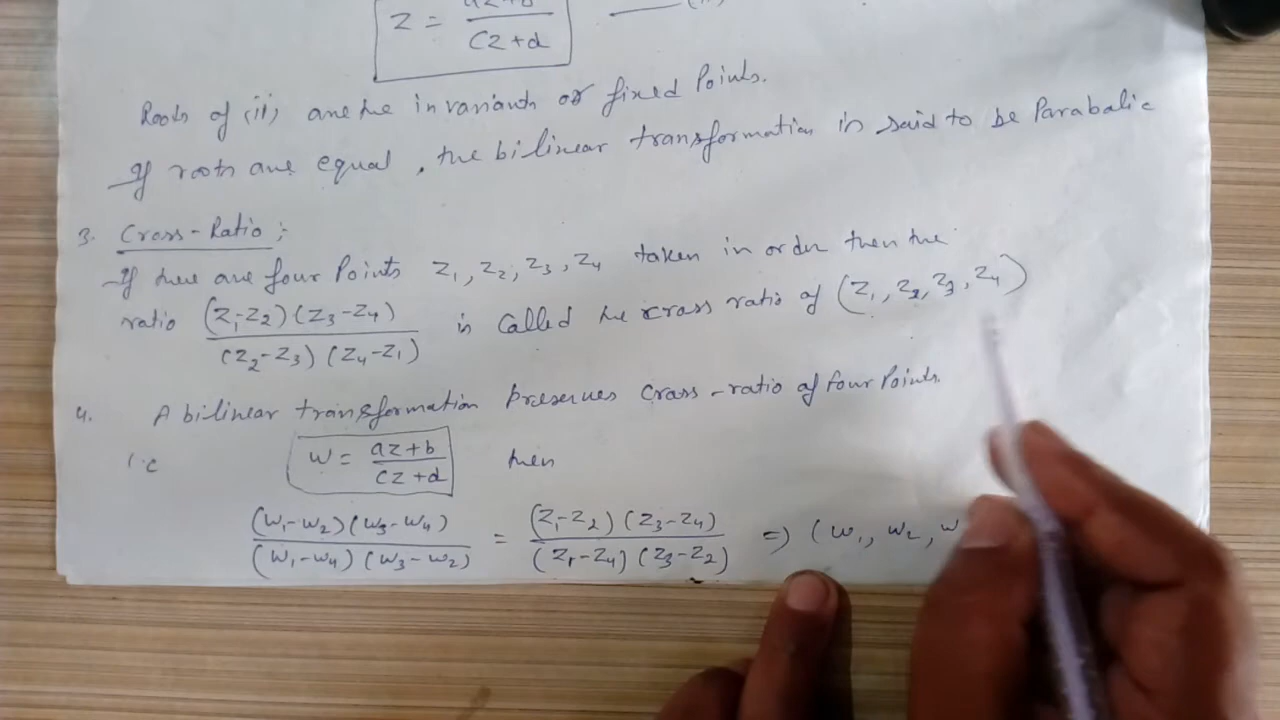 Z = az+b / cz+d — (ii)
Roots of (ii) are the invariants or fixed Points.
If roots are equal, the bilinear transformation is said to be Parabalic
3. Cross-Ratio:
If there are four Points Z1, Z2, Z3, Z4 taken in order then the
ratio (Z1-Z2)(Z3-Z4) / (Z2-Z3)(Z4-Z1) is called the cross ratio of (Z1, Z2, Z3, Z4)
4. A bilinear transformation Preserves Cross-ratio of four Points.
i.e W = az+b / cz+d then
(W1-W2)(W3-W4) / (W1-W4)(W3-W2) = (Z1-Z2)(Z3-Z4) / (Z1-Z4)(Z3-Z2) => (W1, W2, W